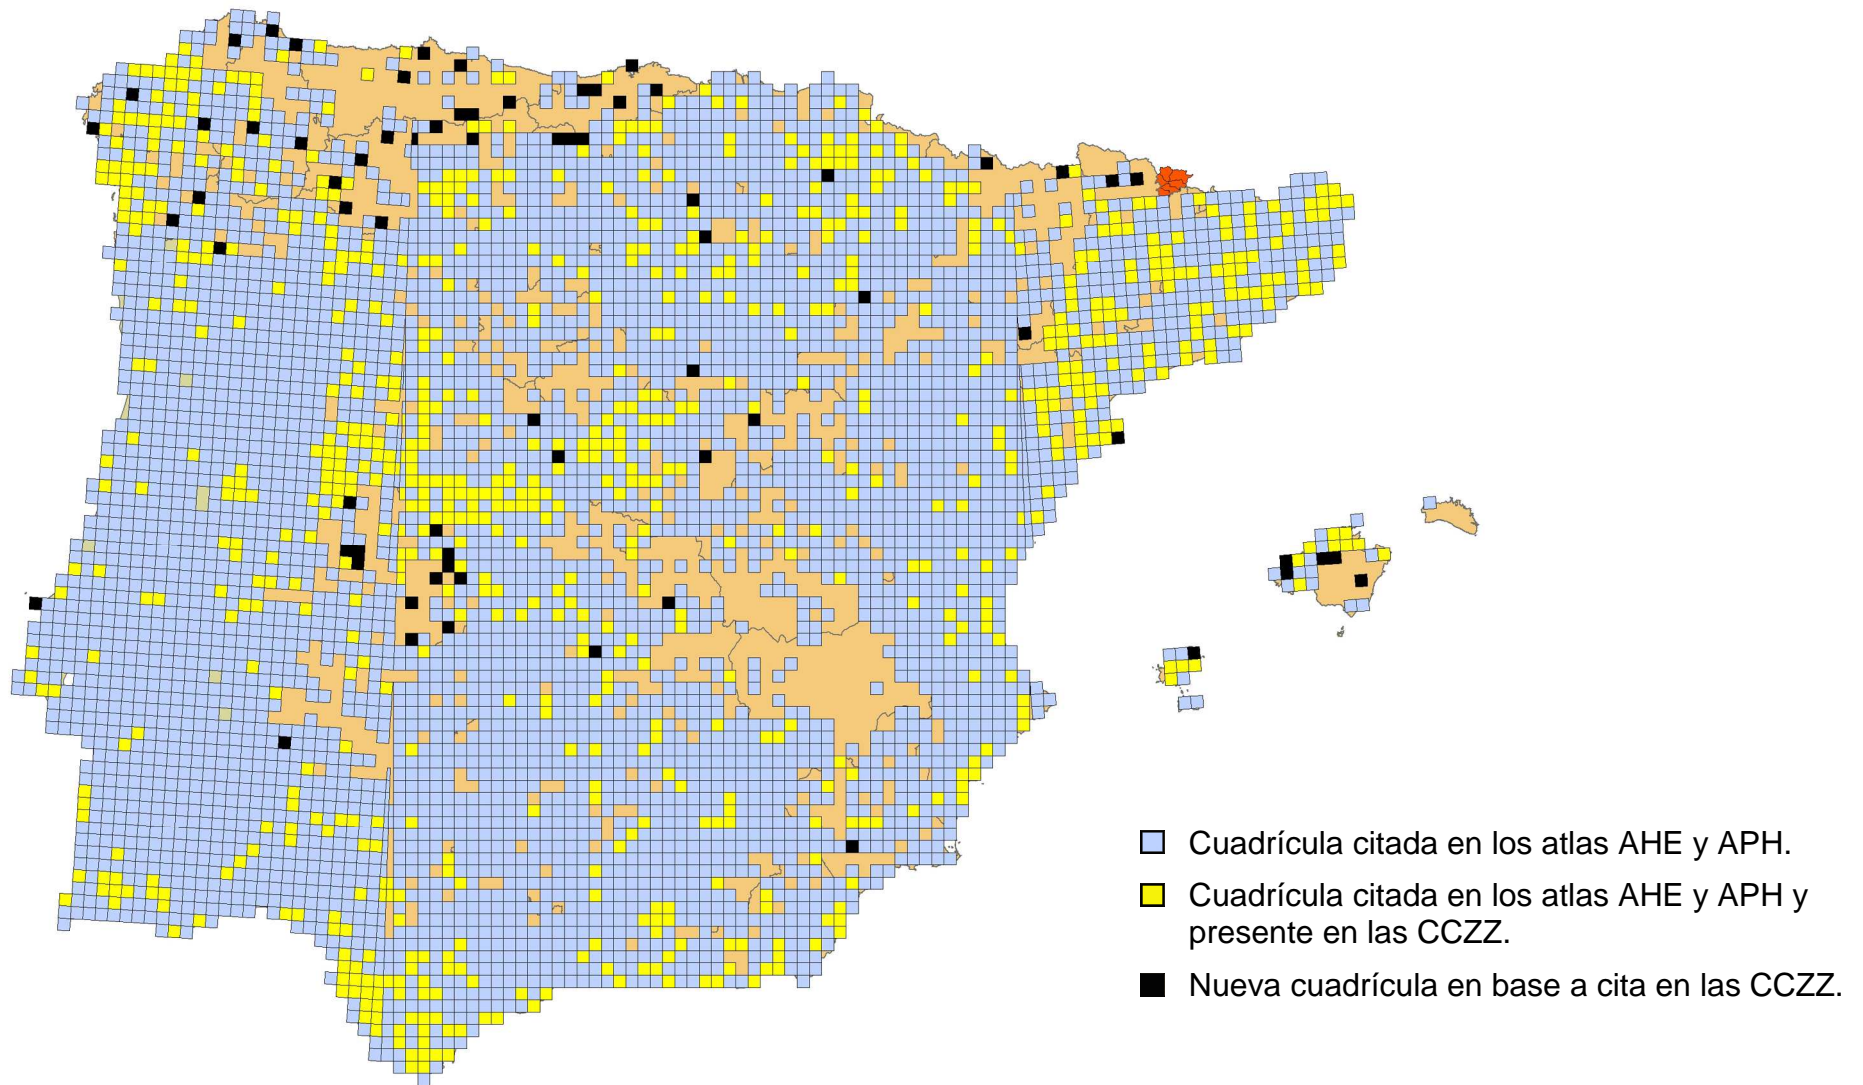 Cuadrícula citada en los atlas AHE y APH.
Cuadrícula citada en los atlas AHE y APH y
presente en las CCZZ.
Nueva cuadrícula en base a cita en las CCZZ.